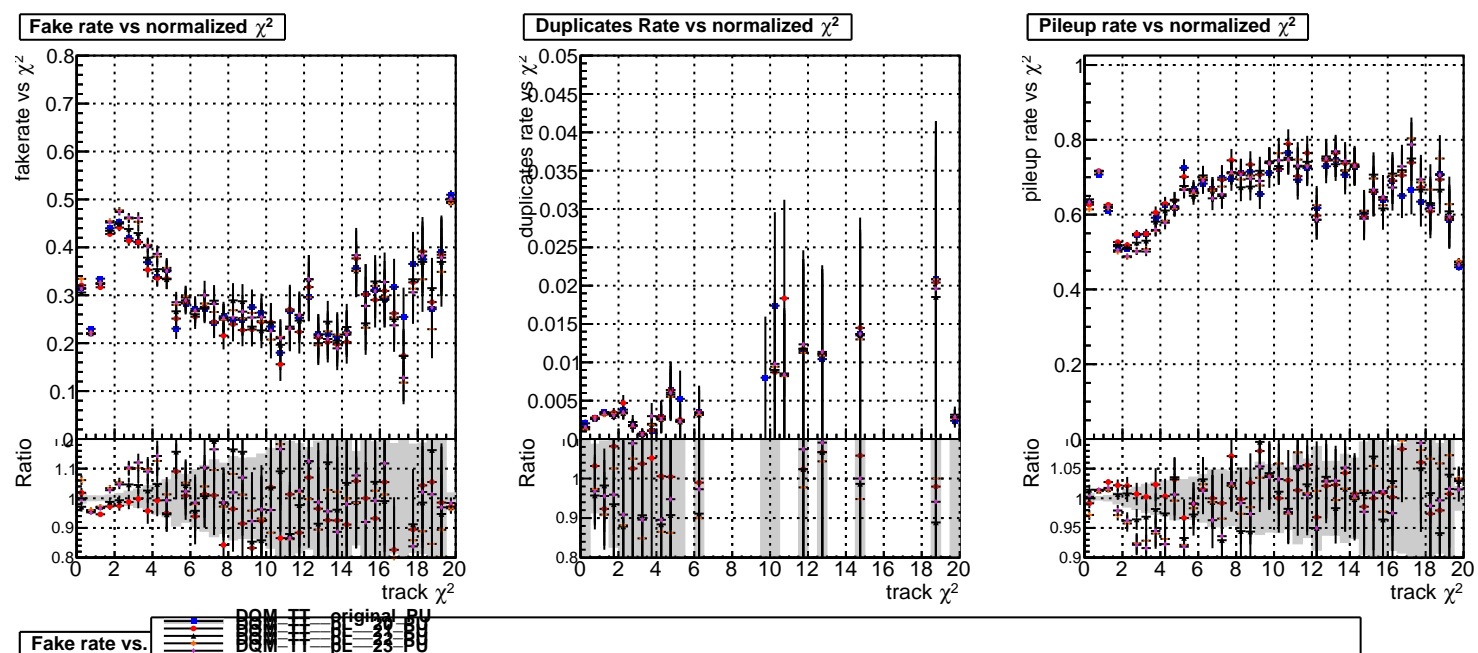 Fake rate vs normalized χ²
Duplicates Rate vs normalized χ²
Pileup rate vs normalized χ²
fakerate vs χ²
0.8
0.7
0.6
0.5
0.4
0.3
0.2
0.1
0
Ratio
1.1
1
0.9
0.8
0 2 4 6 8 10 12 14 16 18 20
track χ²
duplicates rate vs χ²
0.05
0.045
0.04
0.035
0.03
0.025
0.02
0.015
0.01
0.005
0
Ratio
1
0.9
0.8
0 2 4 6 8 10 12 14 16 18 20
track χ²
pileup rate vs χ²
1
0.8
0.6
0.4
0.2
0
Ratio
1.05
1
0.95
0.9
0 2 4 6 8 10 12 14 16 18 20
track χ²
Fake rate vs.
DQM_TT_original_PU
DQM_TT_pL_20_PU
DQM_TT_pL_22_PU
DQM_TT_pL_23_PU